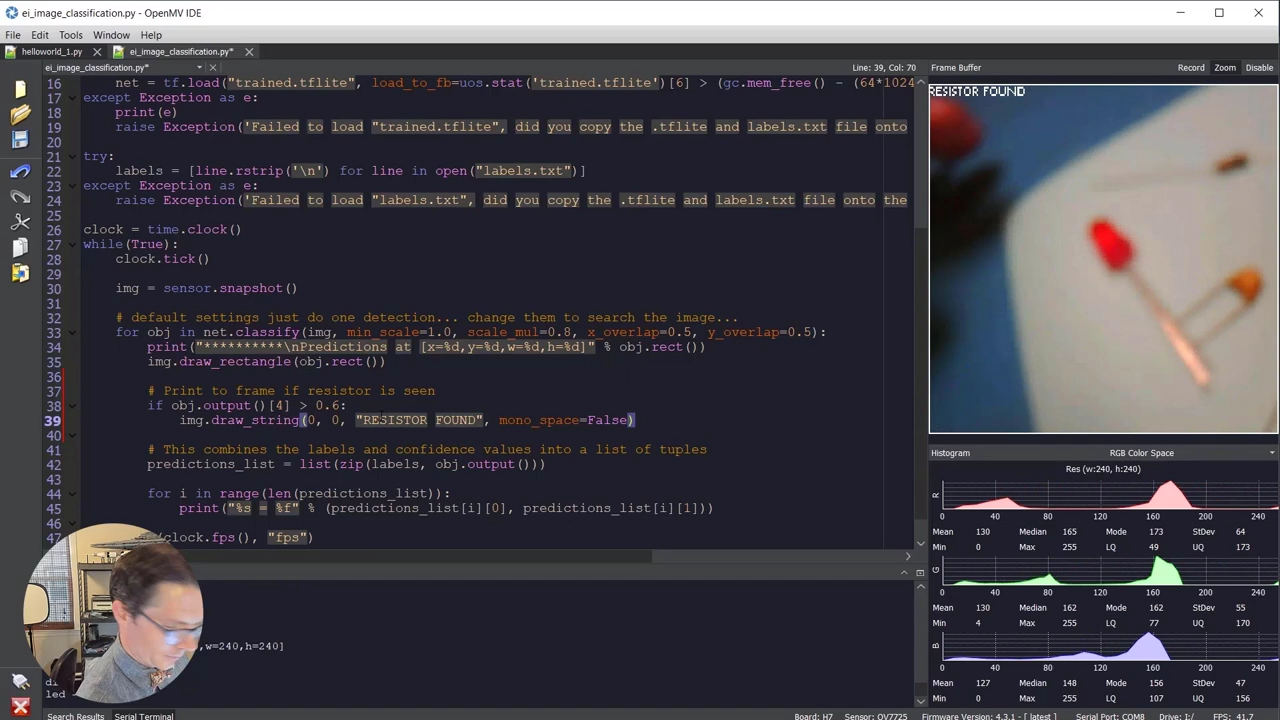 ei_image_classification.py* - OpenMV IDE
File Edit Tools Window Help
helloworld_1.py ei_image_classification.py*
ei_image_classification.py* Line: 39, Col: 70 Frame Buffer Record Zoom Disable
16 net = tf.load("trained.tflite", load_to_fb=uos.stat('trained.tflite')[6] > (gc.mem_free() - (64*1024
17 except Exception as e:
18 print(e)
19 raise Exception('Failed to load "trained.tflite", did you copy the .tflite and labels.txt file onto
20
21 try:
22 labels = [line.rstrip('\n') for line in open("labels.txt")]
23 except Exception as e:
24 raise Exception('Failed to load "labels.txt", did you copy the .tflite and labels.txt file onto the
25
26 clock = time.clock()
27 while(True):
28 clock.tick()
29
30 img = sensor.snapshot()
31
32 # default settings just do one detection... change them to search the image...
33 for obj in net.classify(img, min_scale=1.0, scale_mul=0.8, x_overlap=0.5, y_overlap=0.5):
34 print("**********\nPredictions at [x=%d,y=%d,w=%d,h=%d]" % obj.rect())
35 img.draw_rectangle(obj.rect())
36
37 # Print to frame if resistor is seen
38 if obj.output()[4] > 0.6:
39 img.draw_string(0, 0, "RESISTOR FOUND", mono_space=False)
40
41 # This combines the labels and confidence values into a list of tuples
42 predictions_list = list(zip(labels, obj.output()))
43
44 for i in range(len(predictions_list)):
45 print("%s = %f" % (predictions_list[i][0], predictions_list[i][1]))
46
47 (clock.fps(), "fps")
,w=240,h=240]
led
Search Results Serial Terminal
RESISTOR FOUND
Histogram RGB Color Space
Res (w:240, h:240)
R
0 40 80 120 160 200 240
Mean 130 Median 165 Mode 173 StDev 64
Min 0 Max 255 LQ 49 UQ 173
G
0 40 80 120 160 200 240
Mean 130 Median 162 Mode 162 StDev 55
Min 4 Max 255 LQ 77 UQ 170
B
0 40 80 120 160 200 240
Mean 127 Median 148 Mode 156 StDev 47
Min 0 Max 255 LQ 107 UQ 156
Board: H7 Sensor: OV7725 Firmware Version: 4.3.1 - [ latest ] Serial Port: COM8 Drive: I:/ FPS: 41.7